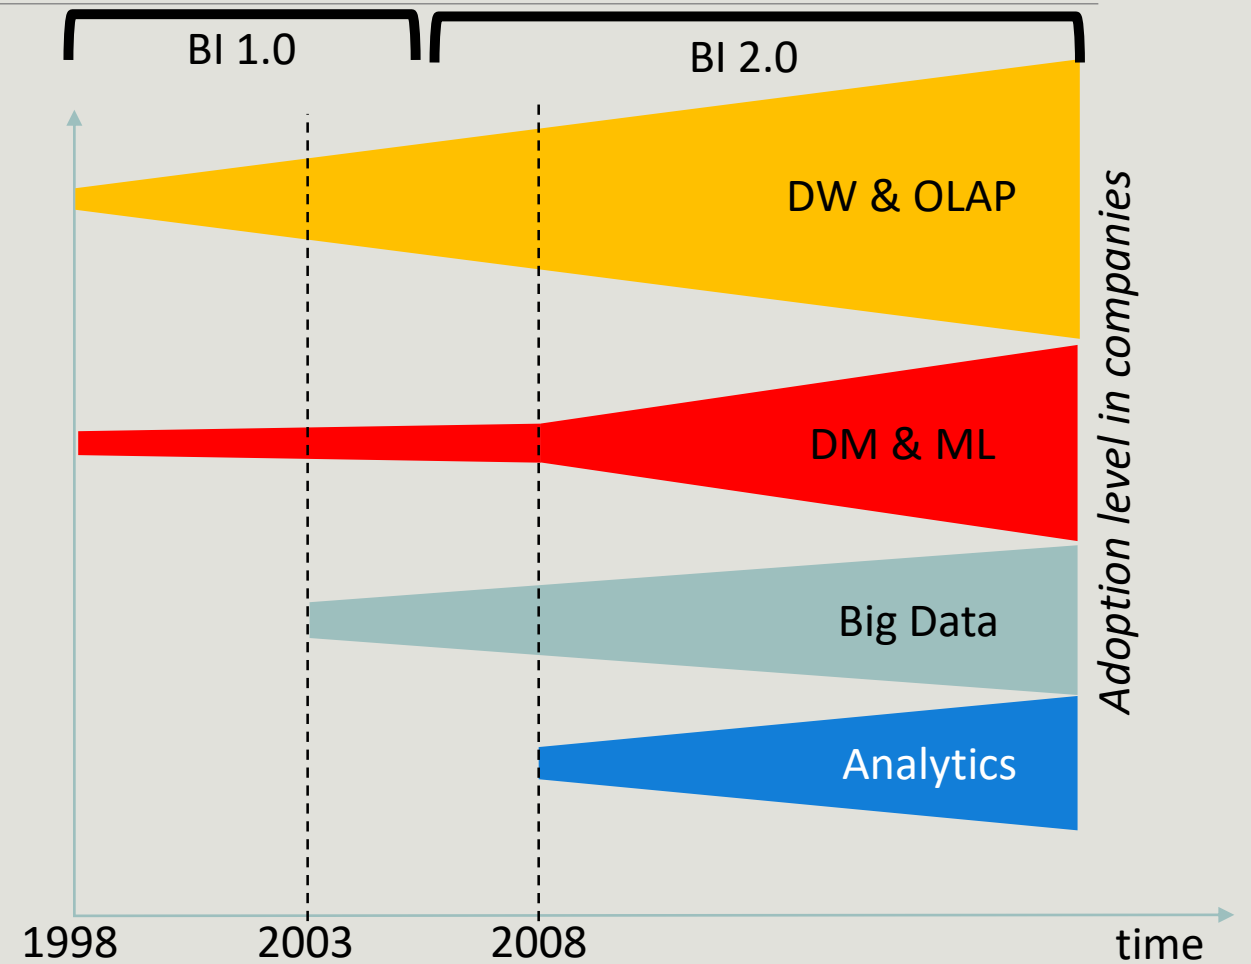 BI 1.0
BI 2.0
DW & OLAP
DM & ML
Big Data
Analytics
Adoption level in companies
1998
2003
2008
time